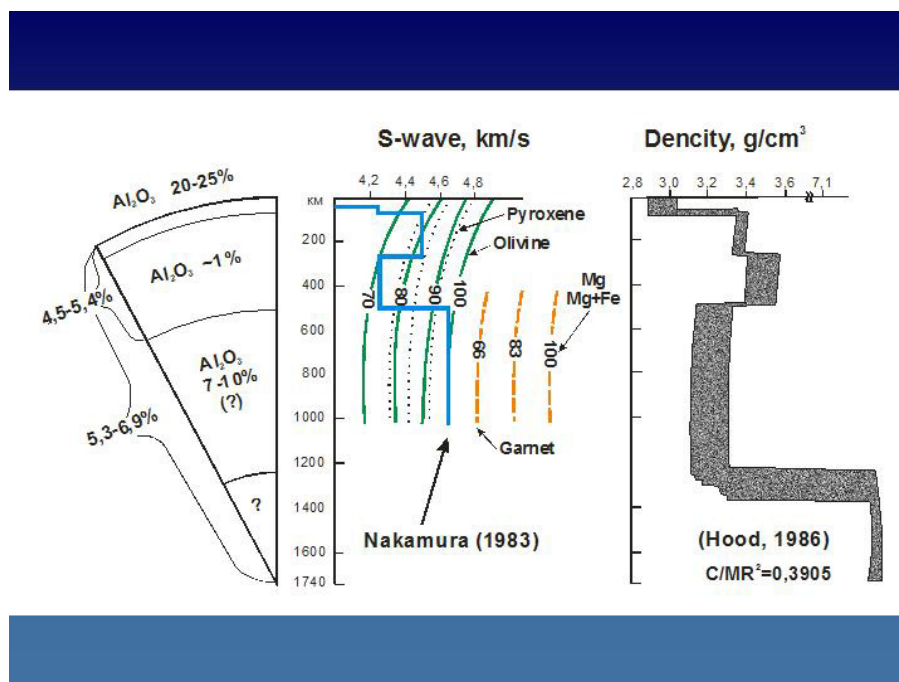 S-wave, km/s
Dencity, g/cm³
4,2 4,4 4,6 4,8
2,8 3,0 3,2 3,4 3,6 7,1
Al₂O₃ 20-25%
Al₂O₃ ~1%
4,5-5,4%
Al₂O₃
7-10%
(?)
5,3-6,9%
?
КМ
200
400
600
800
1000
1200
1400
1600
1740
Pyroxene
Olivine
70 80 90 100
Mg
Mg+Fe
66 83 100
Garnet
Nakamura (1983)
(Hood, 1986)
C/MR²=0,3905